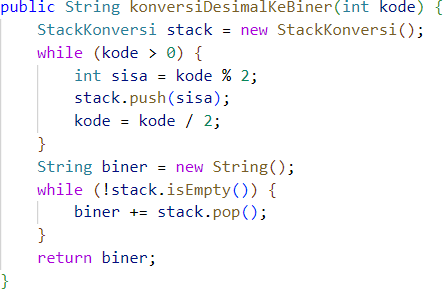 public String konversiDesimalKeBiner(int kode) {
    StackKonversi stack = new StackKonversi();
    while (kode > 0) {
        int sisa = kode % 2;
        stack.push(sisa);
        kode = kode / 2;
    }
    String biner = new String();
    while (!stack.isEmpty()) {
        biner += stack.pop();
    }
    return biner;
}